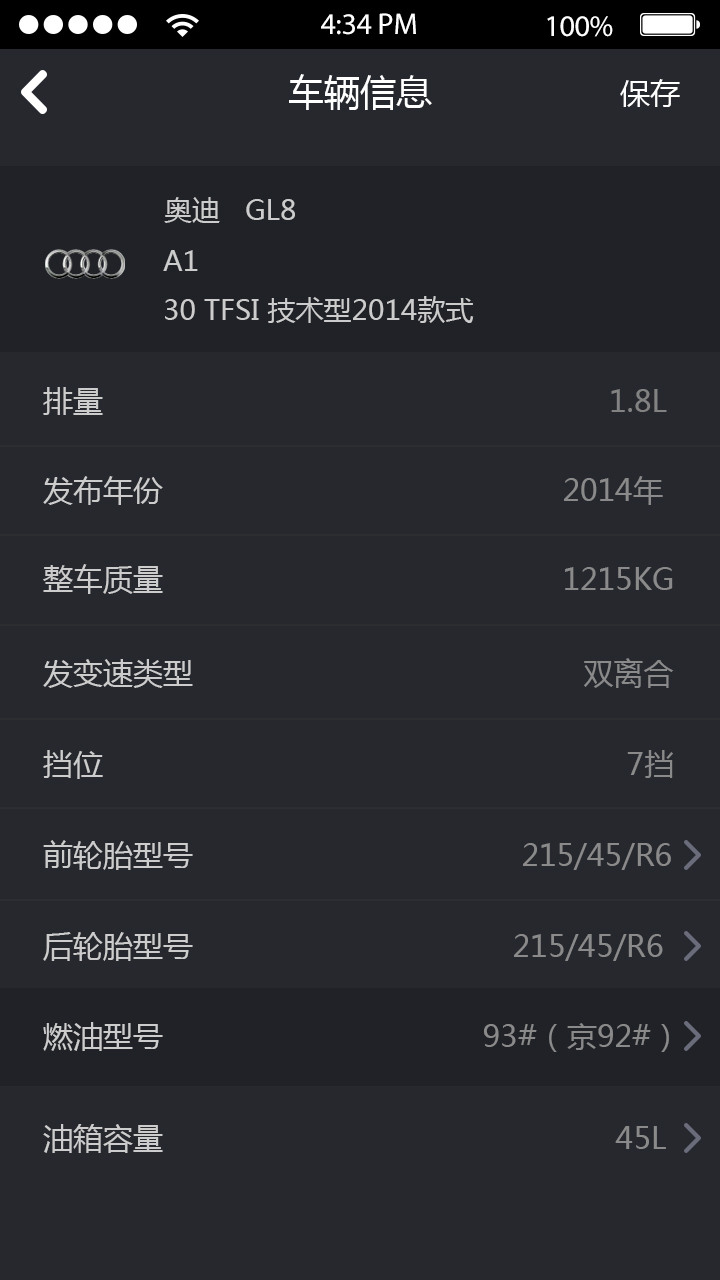 4:34 PM 100%
车辆信息 保存
奥迪 GL8
A1
30 TFSI 技术型2014款式
排量 1.8L
发布年份 2014年
整车质量 1215KG
发变速类型 双离合
挡位 7挡
前轮胎型号 215/45/R6
后轮胎型号 215/45/R6
燃油型号 93#（京92#）
油箱容量 45L